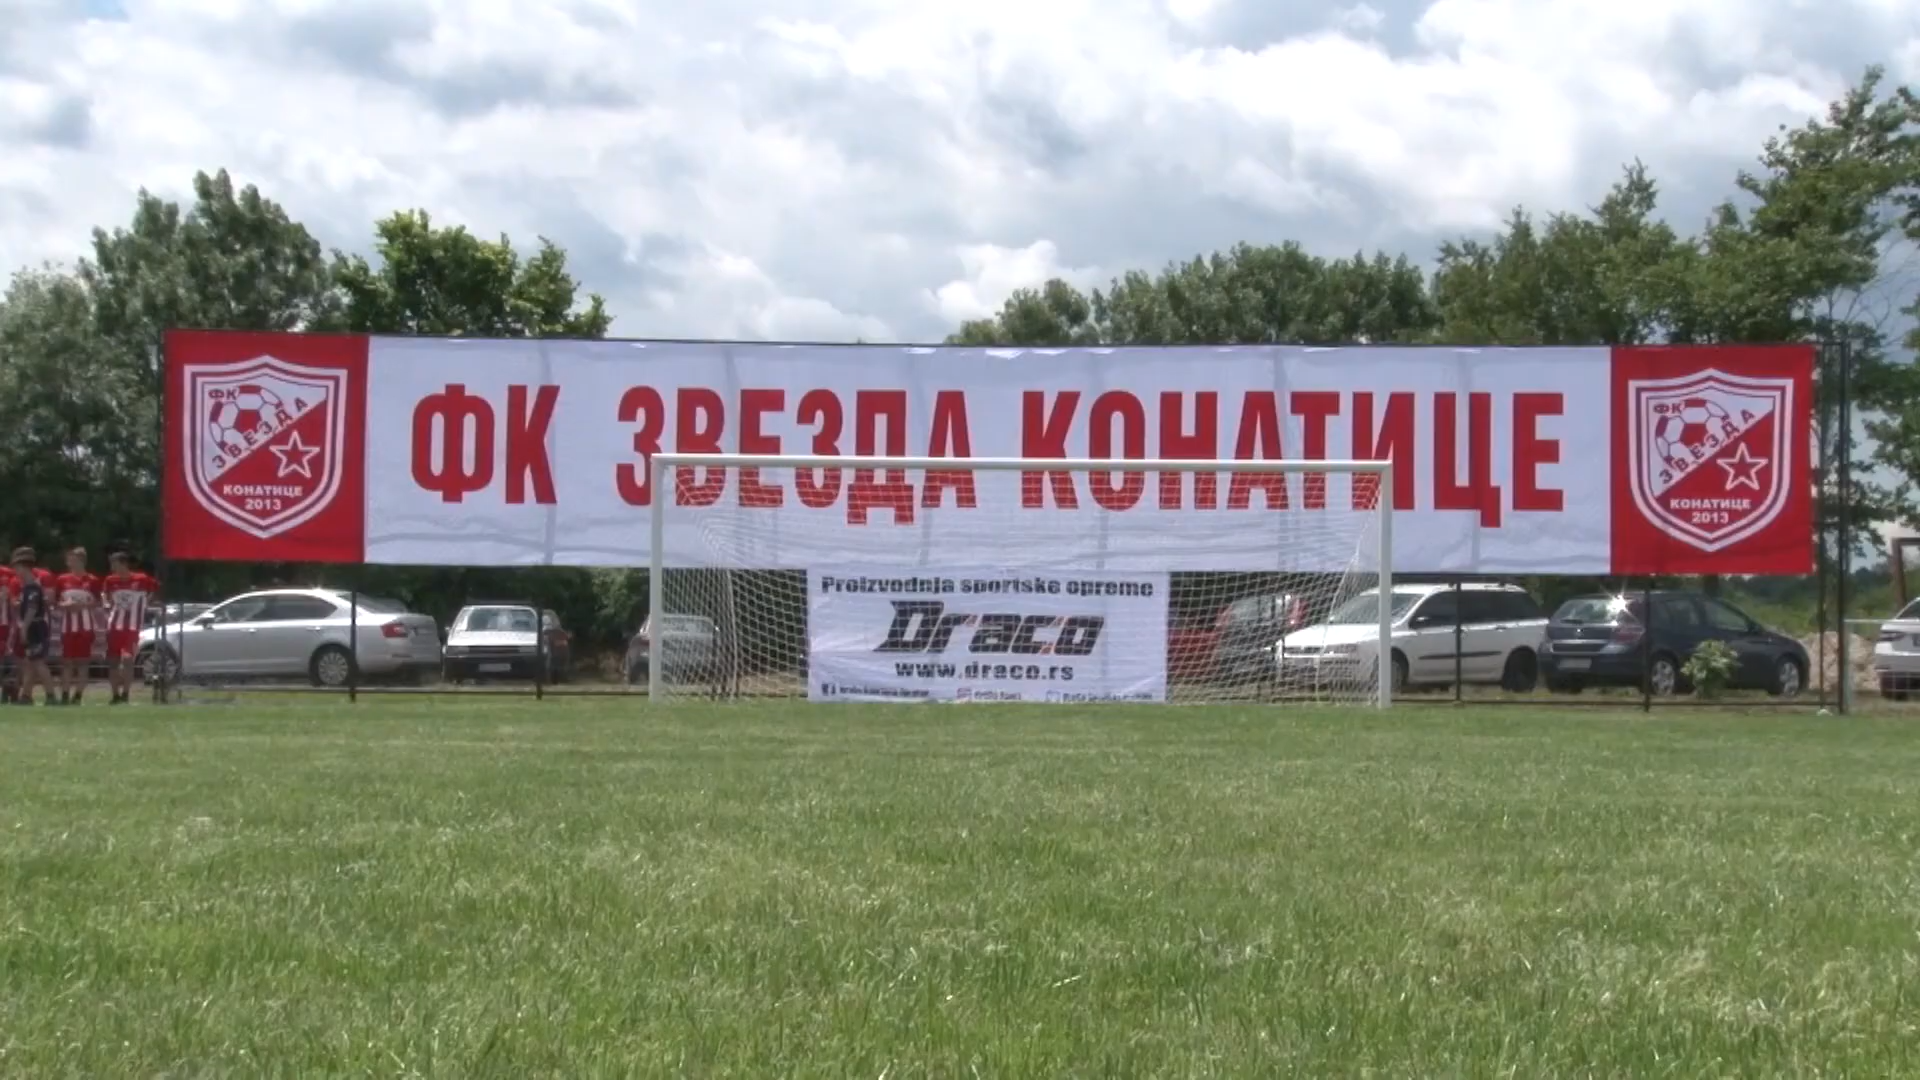 ФК
ЗВЕЗДА
КОНАТИЦЕ
2013
ФК ЗВЕЗДА КОНАТИЦЕ
ФК
ЗВЕЗДА
КОНАТИЦЕ
2013
Proizvodnja sportske opreme
Draco
www.draco.rs